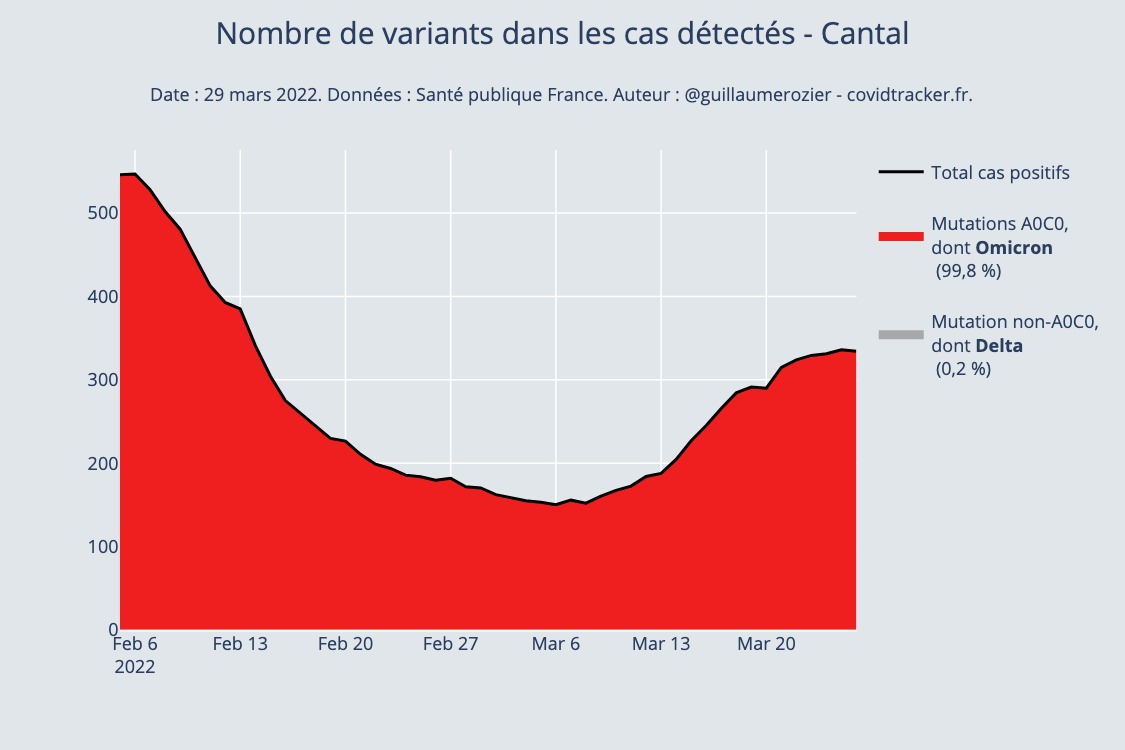 Nombre de variants dans les cas détectés - Cantal
Date : 29 mars 2022. Données : Santé publique France. Auteur : @guillaumerozier - covidtracker.fr.
Total cas positifs
Mutations A0C0,
dont Omicron
(99,8 %)
Mutation non-A0C0,
dont Delta
(0,2 %)
500
400
300
200
100
0
Feb 6
2022
Feb 13
Feb 20
Feb 27
Mar 6
Mar 13
Mar 20